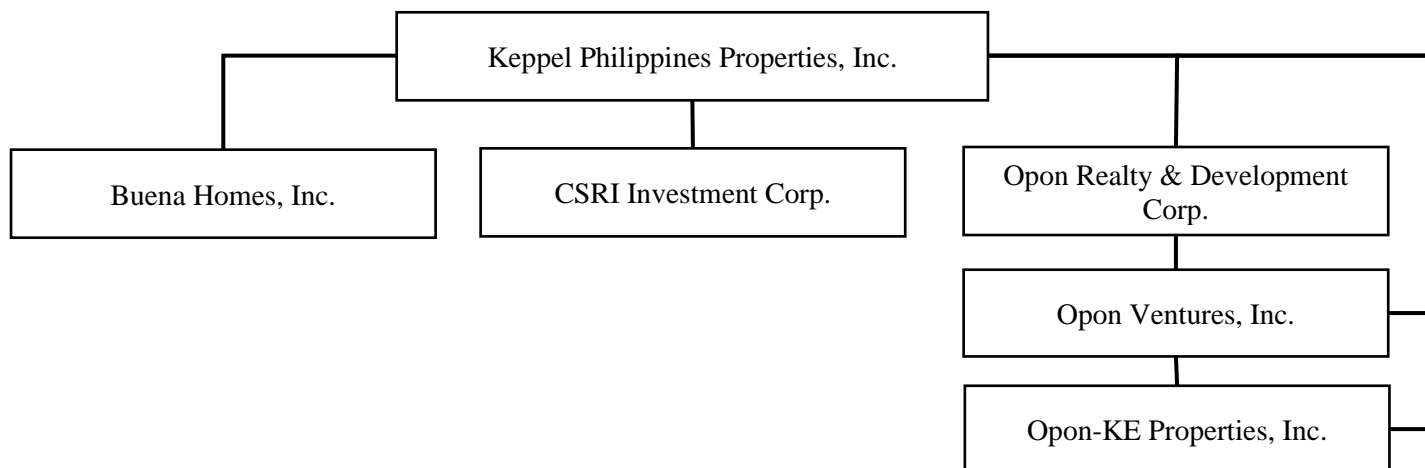 Keppel Philippines Properties, Inc.
Buena Homes, Inc.
CSRI Investment Corp.
Opon Realty & Development
Corp.
Opon Ventures, Inc.
Opon-KE Properties, Inc.